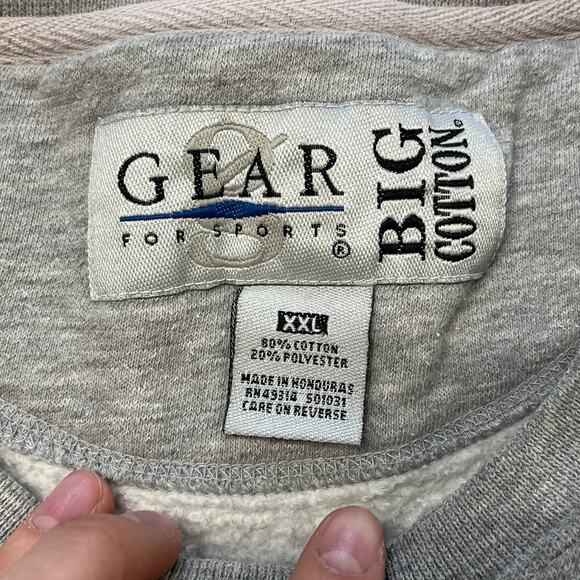 GEAR
FOR SPORTS®
BIG
COTTON®
XXL
80% COTTON
20% POLYESTER
MADE IN HONDURAS
RN49314 S01031
CARE ON REVERSE